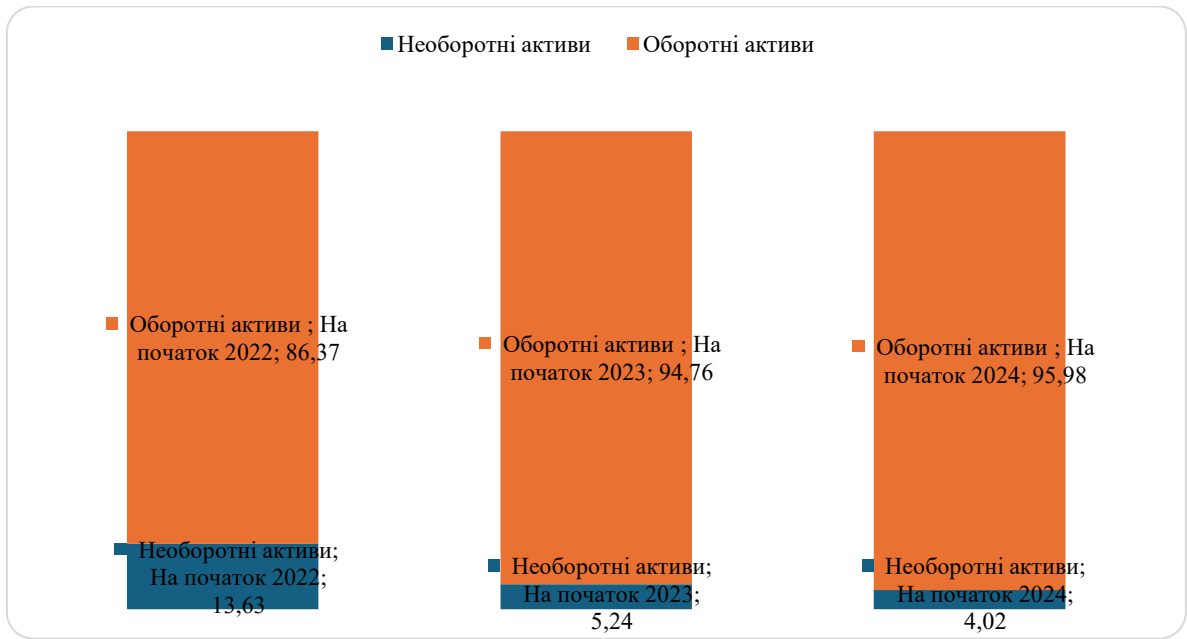 Необоротні активи
Оборотні активи
Оборотні активи ; На
початок 2022; 86,37
Оборотні активи ; На
початок 2023; 94,76
Оборотні активи ; На
початок 2024; 95,98
Необоротні активи;
На початок 2022;
13,63
Необоротні активи;
На початок 2023;
5,24
Необоротні активи;
На початок 2024;
4,02